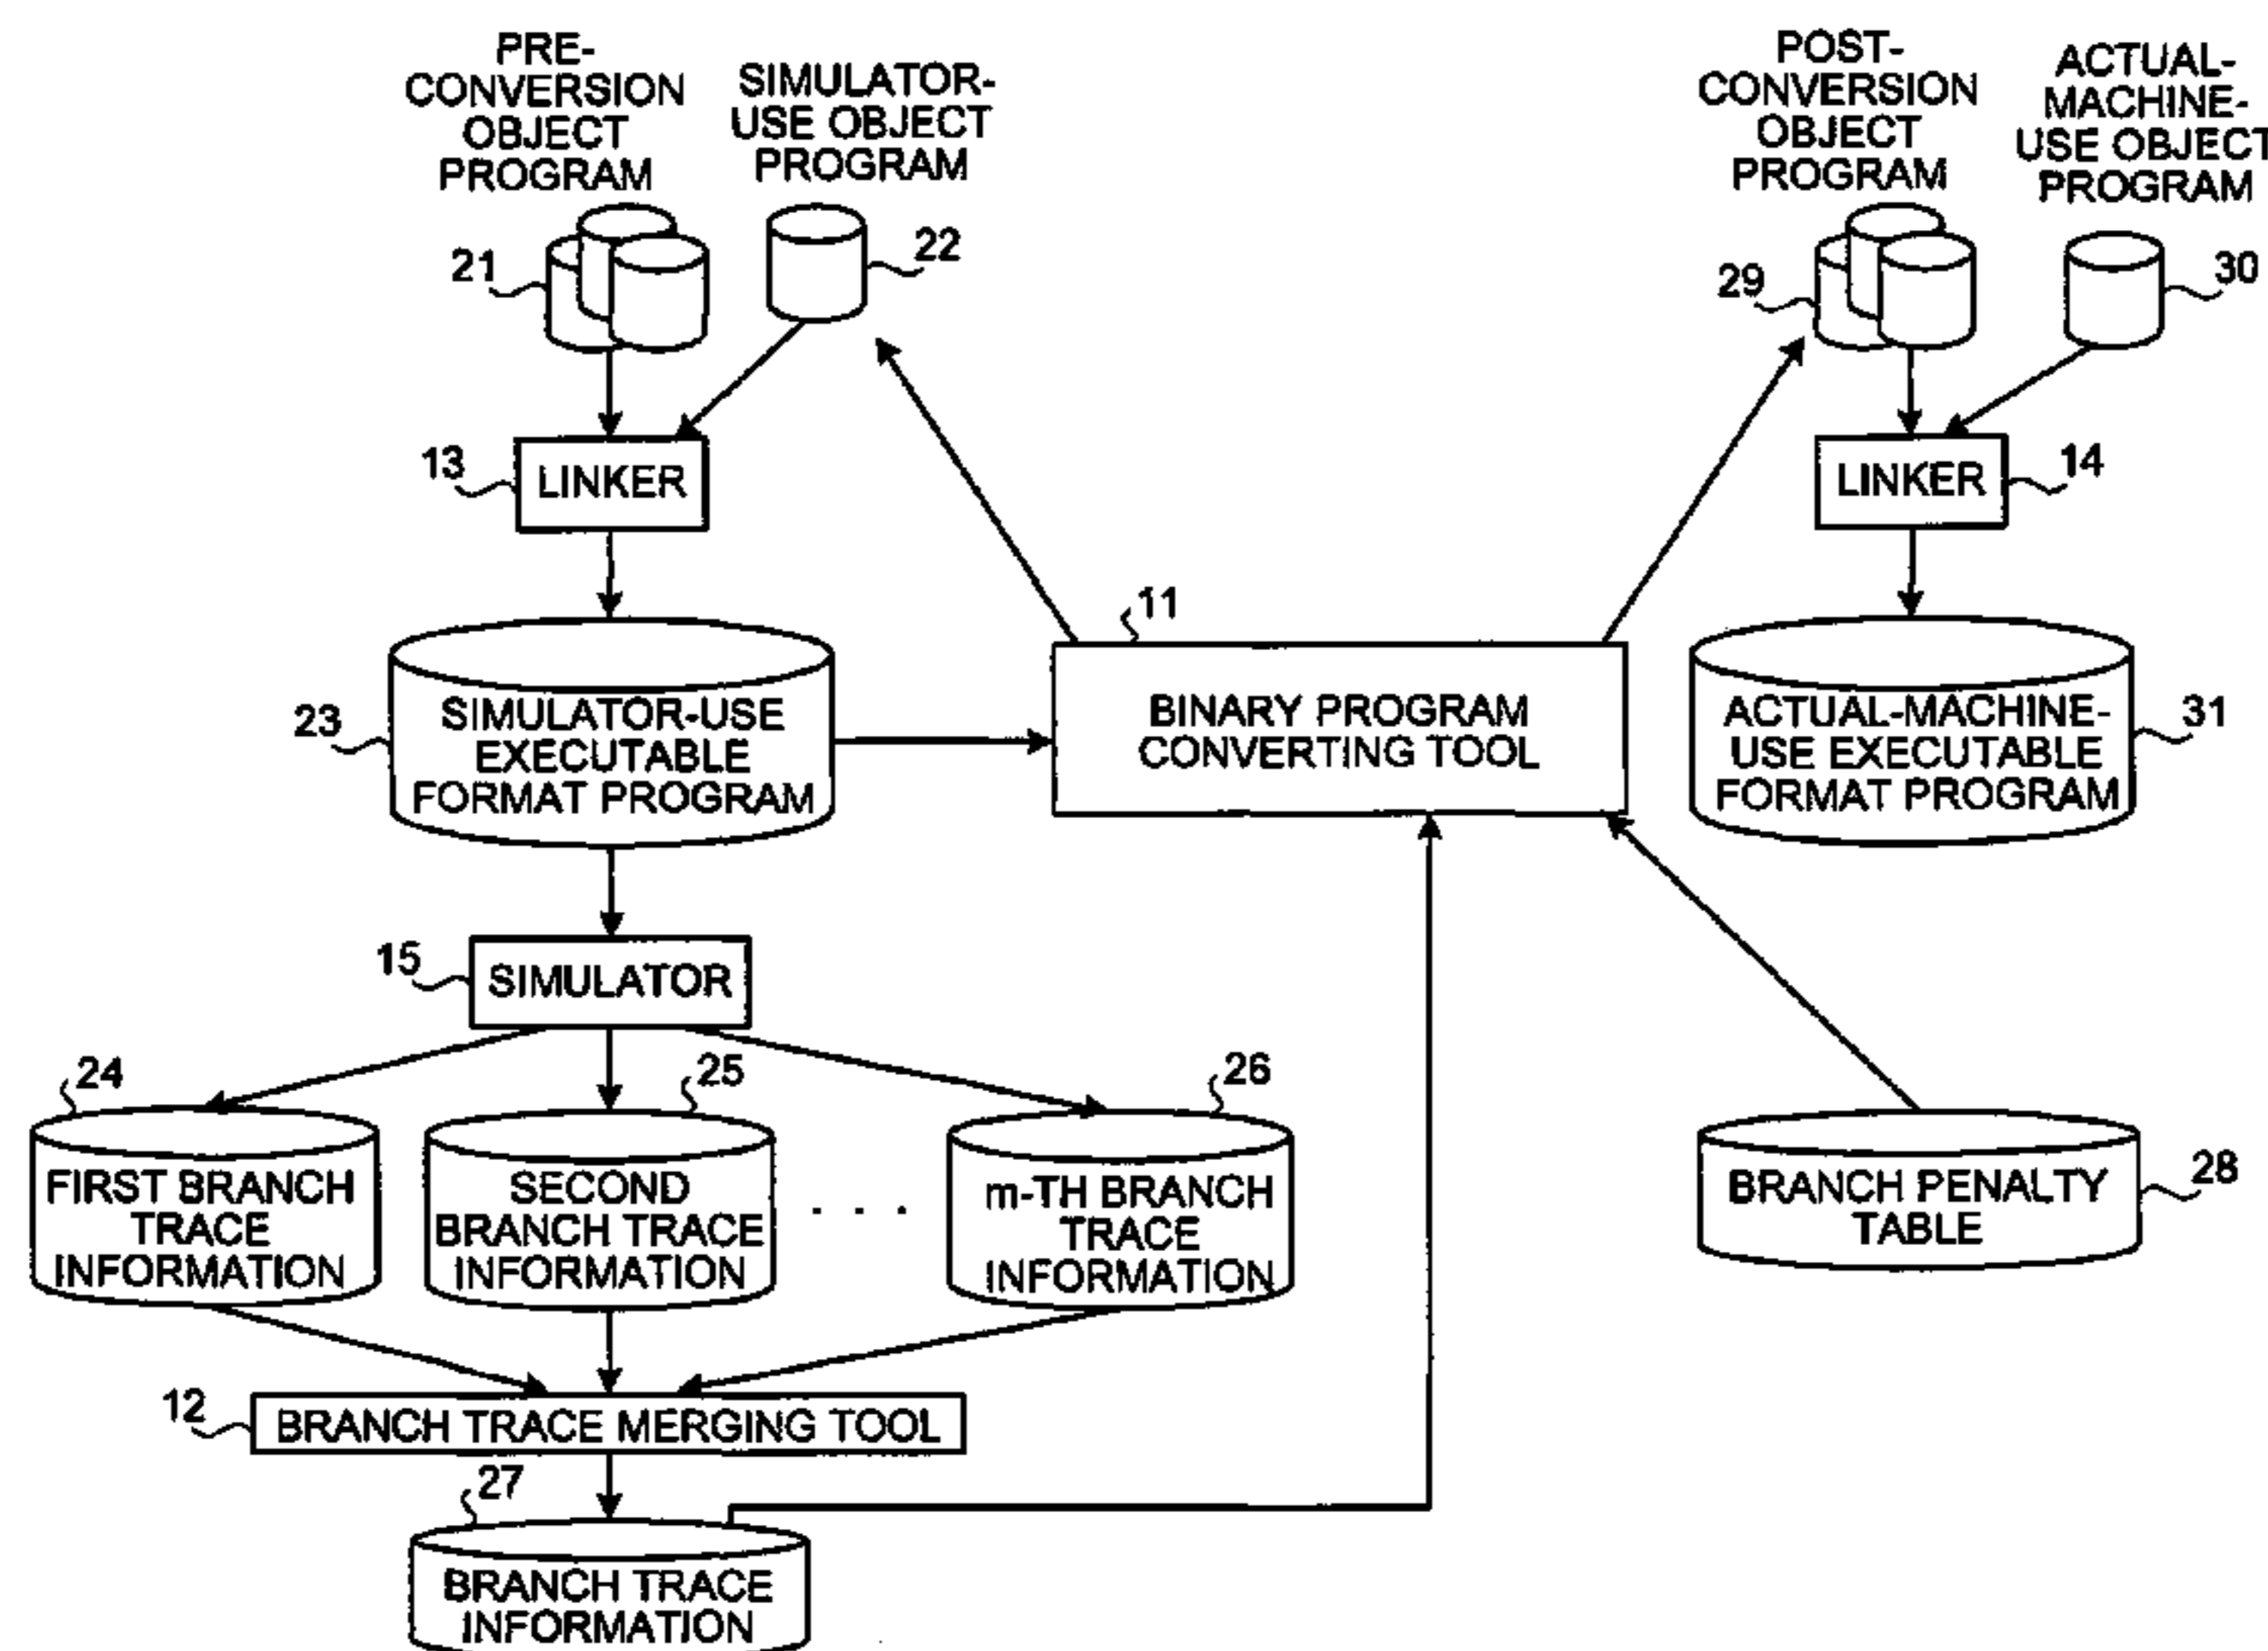 PRE-
CONVERSION
OBJECT
PROGRAM
SIMULATOR-
USE OBJECT
PROGRAM
POST-
CONVERSION
OBJECT
PROGRAM
ACTUAL-
MACHINE-
USE OBJECT
PROGRAM
21
22
29
30
13
LINKER
14
LINKER
11
23
SIMULATOR-USE
EXECUTABLE
FORMAT PROGRAM
BINARY PROGRAM
CONVERTING TOOL
ACTUAL-MACHINE-
USE EXECUTABLE
FORMAT PROGRAM
31
15
SIMULATOR
24
25
26
FIRST BRANCH
TRACE
INFORMATION
SECOND
BRANCH TRACE
INFORMATION
. . .
m-TH BRANCH
TRACE
INFORMATION
BRANCH PENALTY
TABLE
28
12
BRANCH TRACE MERGING TOOL
27
BRANCH TRACE
INFORMATION